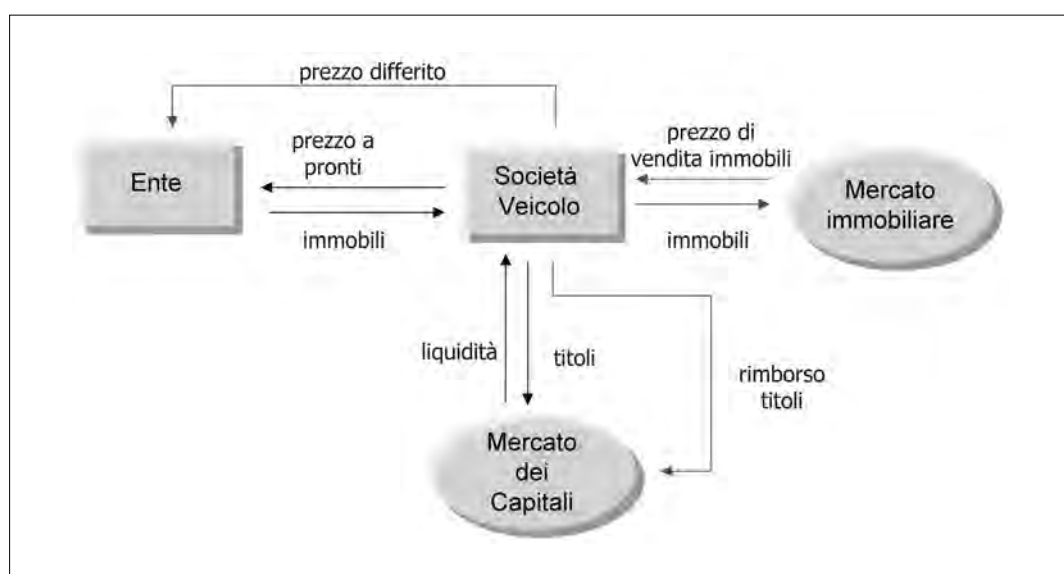 prezzo differito
prezzo a
pronti
prezzo di
vendita immobili
Ente
Società
Veicolo
Mercato
immobiliare
immobili
immobili
liquidità
titoli
rimborso
titoli
Mercato
dei
Capitali